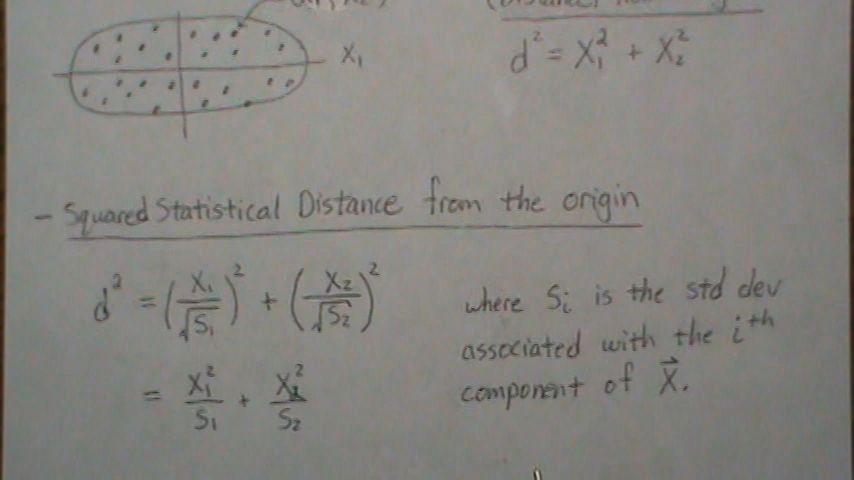 X₁
d² = X₁² + X₂²
- Squared Statistical Distance from the origin
d² = (X₁/√S₁)² + (X₂/√S₂)²
= X₁²/S₁ + X₂²/S₂
where Sᵢ is the std dev
associated with the iᵗʰ
component of X⃗.